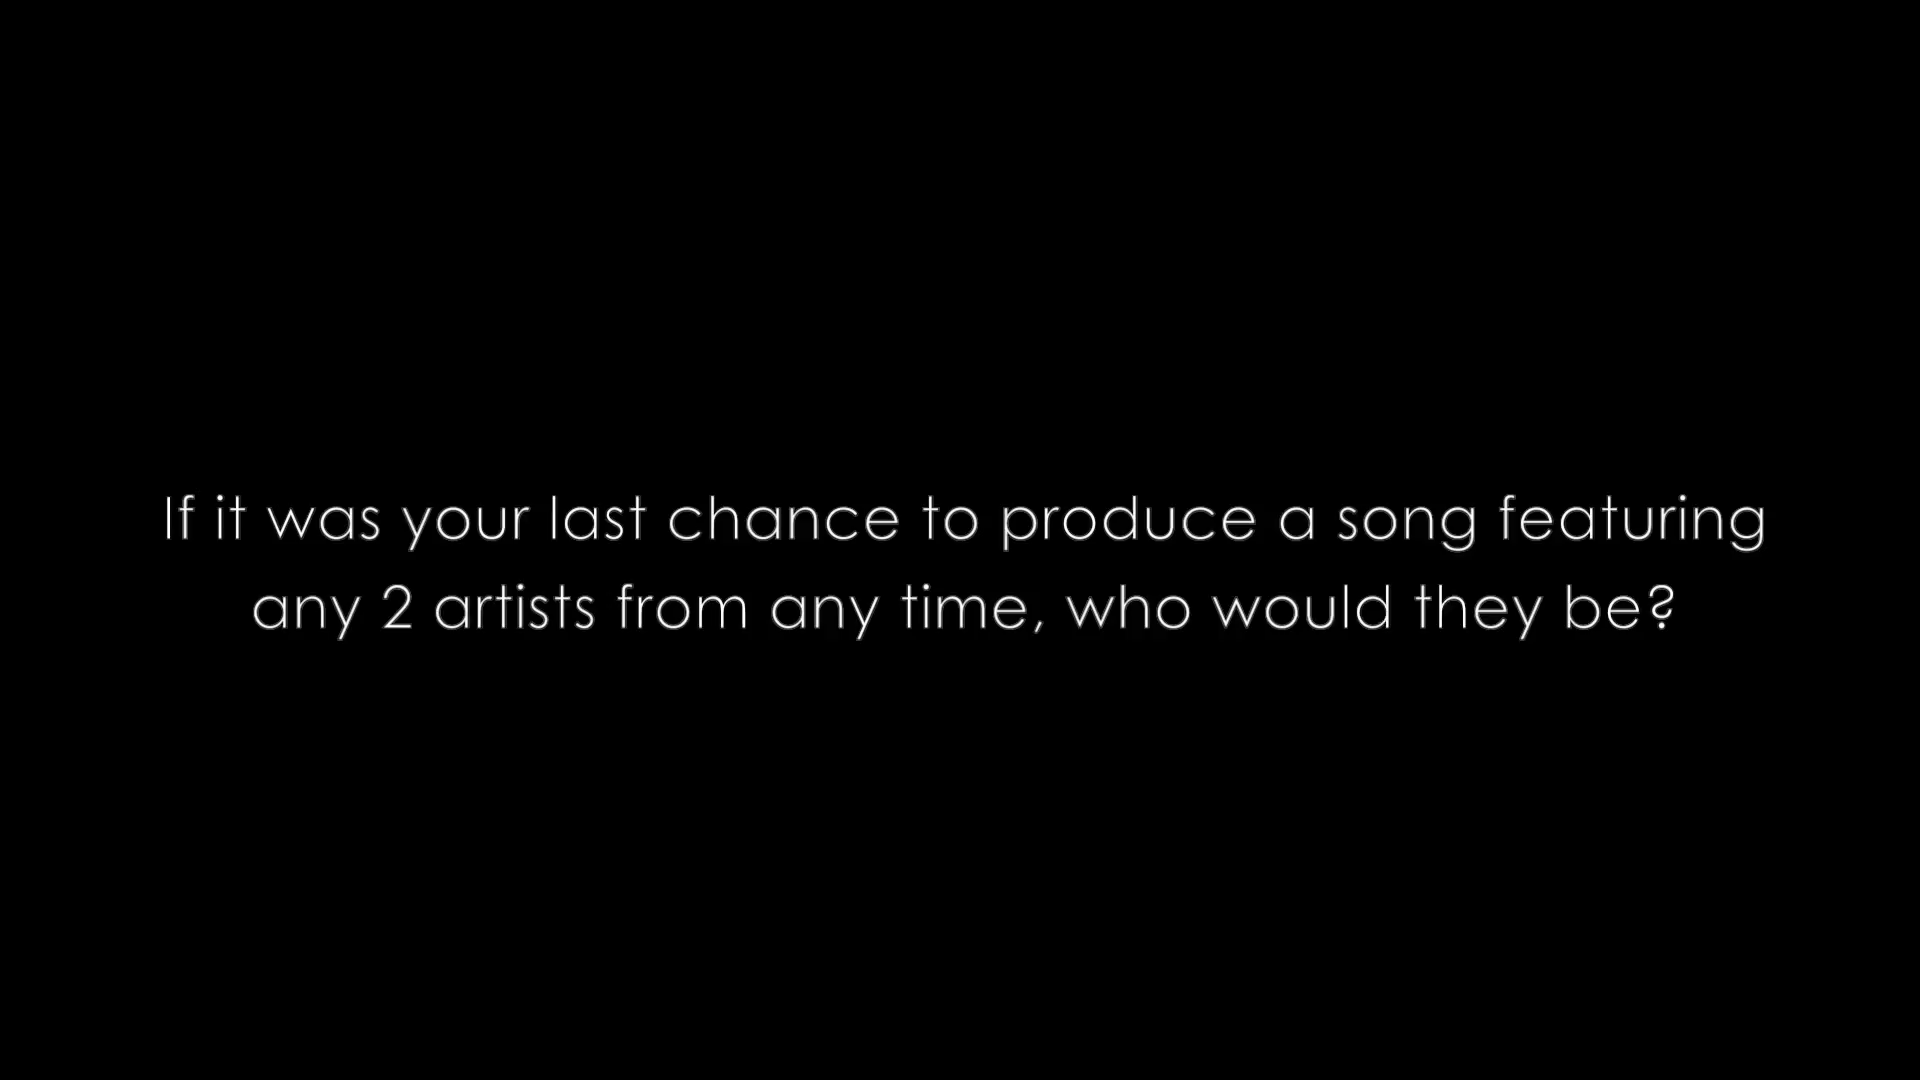 If it was your last chance to produce a song featuring
any 2 artists from any time, who would they be?